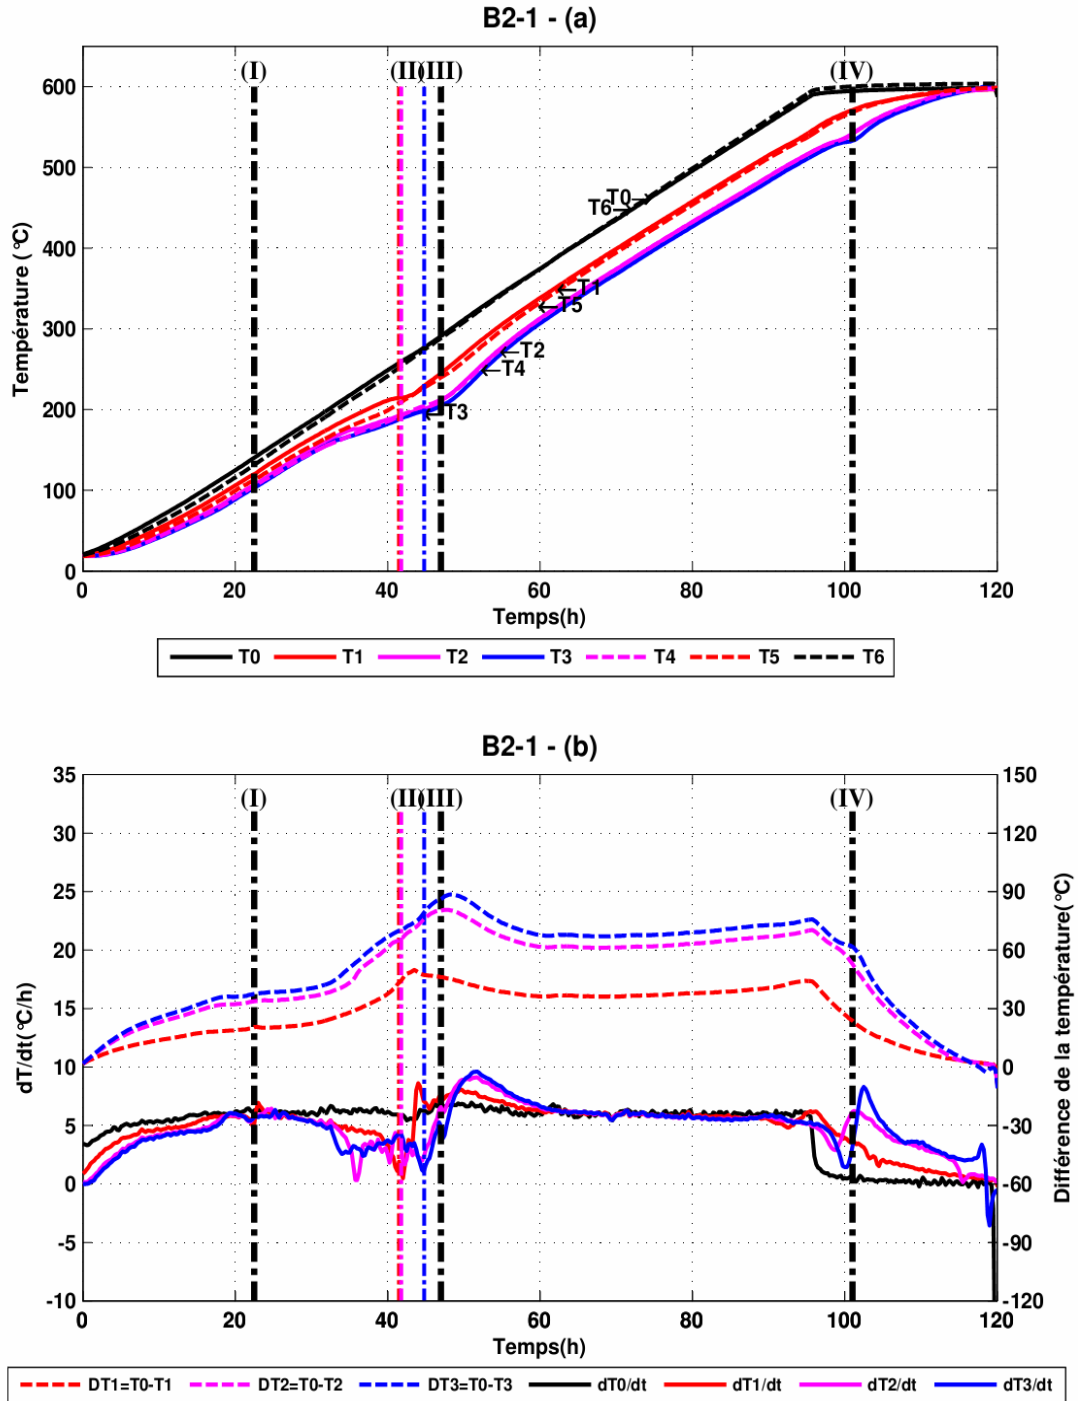 B2-1 - (a)
(I) (II) (III) (IV)
600
500
400
300
200
100
0
Température (°C)
T0
T6
T1
T5
T2
T4
T3
0 20 40 60 80 100 120
Temps(h)
T0 T1 T2 T3 T4 T5 T6
B2-1 - (b)
(I) (II) (III) (IV)
35 150
30 120
25 90
20 60
15 30
10 0
5 -30
0 -60
-5 -90
-10 -120
dT/dt(°C/h)
Différence de la température(°C)
0 20 40 60 80 100 120
Temps(h)
DT1=T0-T1 DT2=T0-T2 DT3=T0-T3 dT0/dt dT1/dt dT2/dt dT3/dt